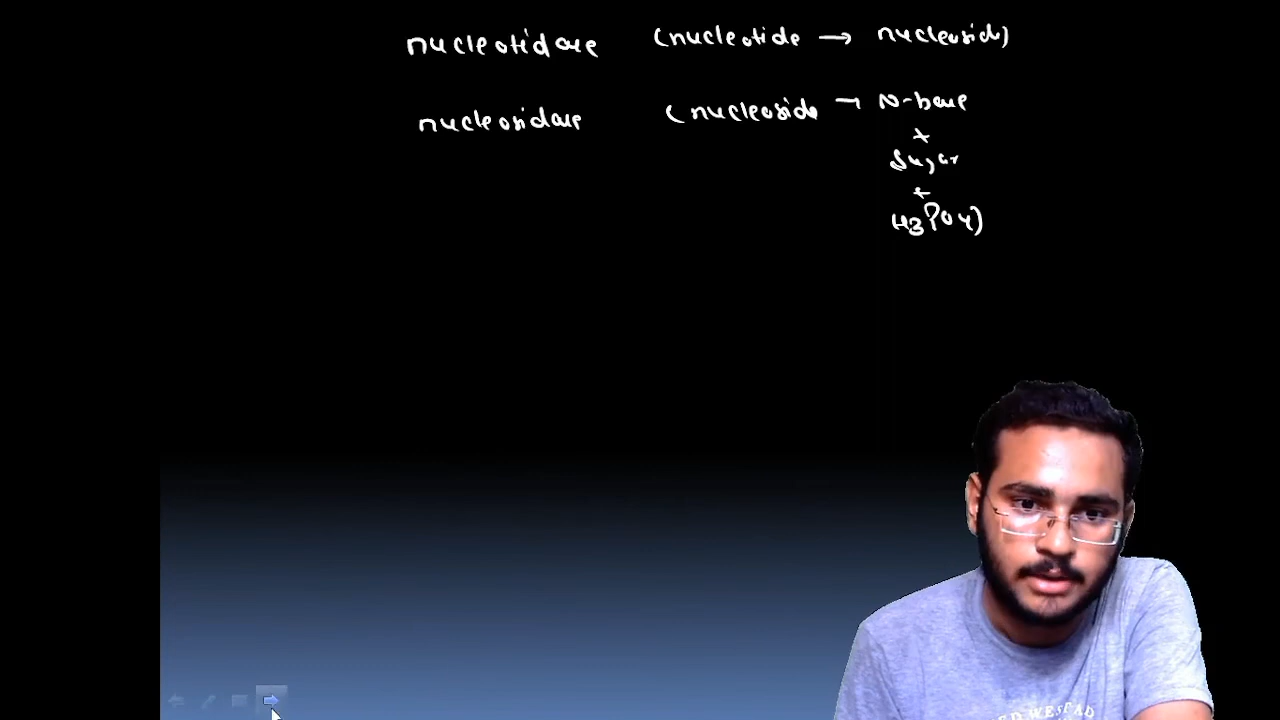 nucleotidase (nucleotide → nucleoside)
nucleosidase (nucleoside → N-base
+
Sugar
+
H3PO4)